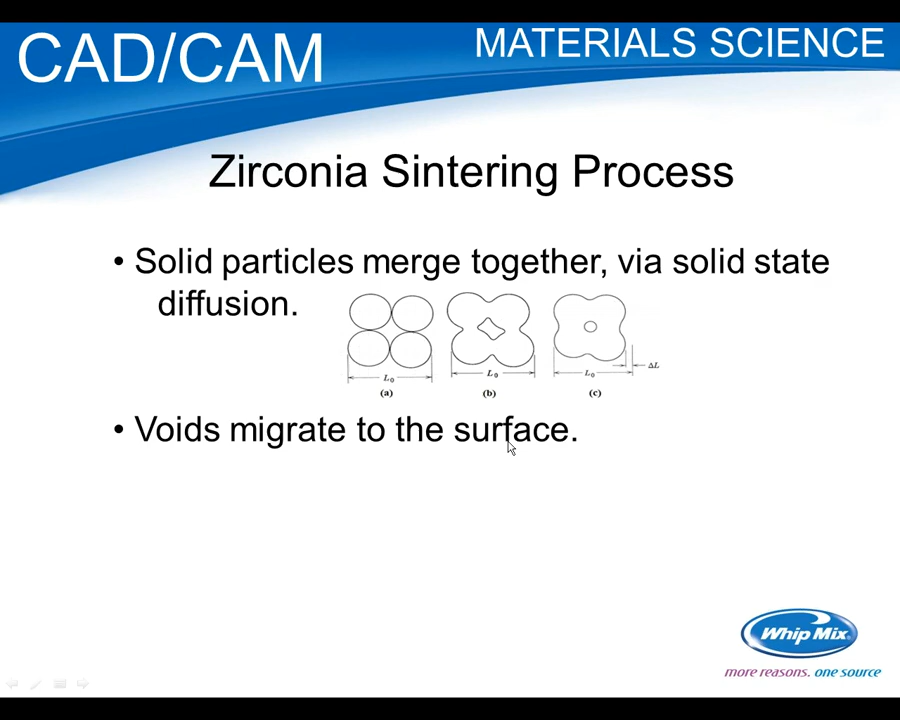 CAD/CAM
MATERIALS SCIENCE
Zirconia Sintering Process
• Solid particles merge together, via solid state
diffusion.
L₀
L₀
L₀
ΔL
(a)
(b)
(c)
• Voids migrate to the surface.
Whip Mix
more reasons. one source